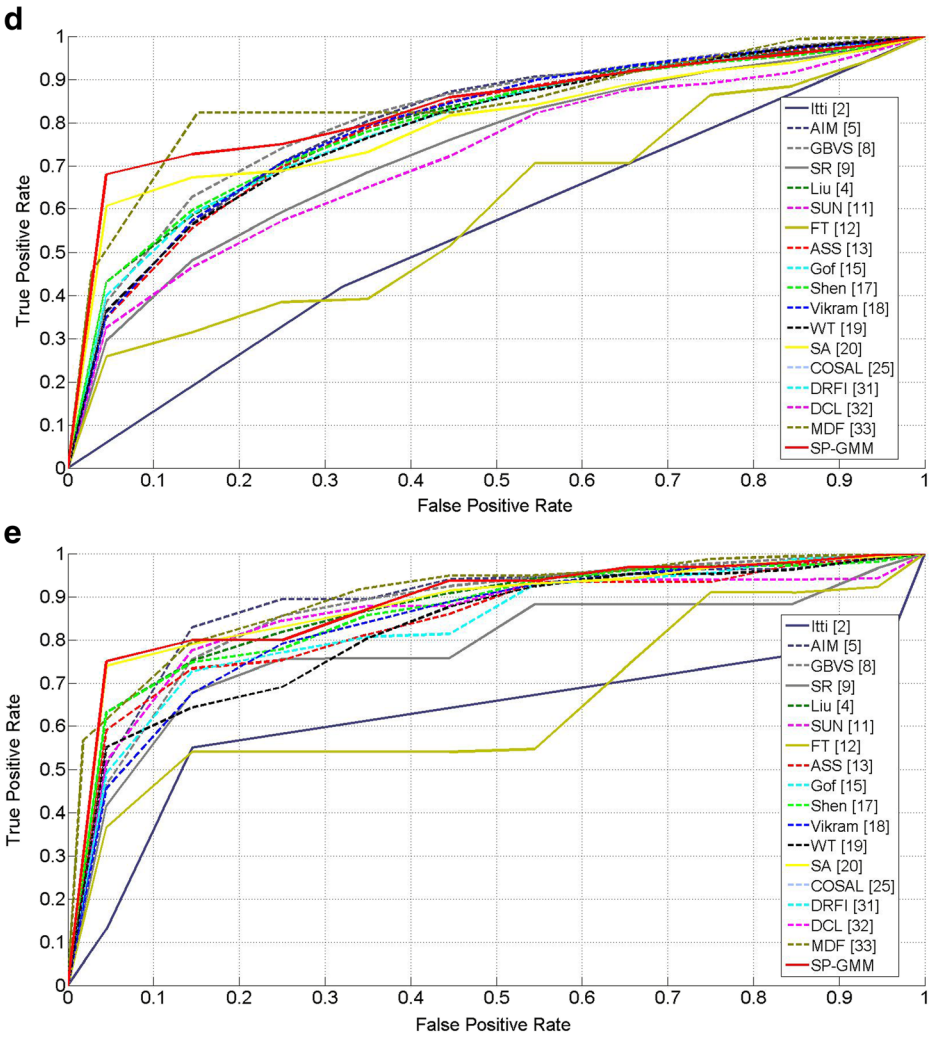 d
True Positive Rate
1
0.9
0.8
0.7
0.6
0.5
0.4
0.3
0.2
0.1
0
Itti [2]
AIM [5]
GBVS [8]
SR [9]
Liu [4]
SUN [11]
FT [12]
ASS [13]
Gof [15]
Shen [17]
Vikram [18]
WT [19]
SA [20]
COSAL [25]
DRFI [31]
DCL [32]
MDF [33]
SP-GMM
0 0.1 0.2 0.3 0.4 0.5 0.6 0.7 0.8 0.9 1
False Positive Rate
e
True Positive Rate
1
0.9
0.8
0.7
0.6
0.5
0.4
0.3
0.2
0.1
0
Itti [2]
AIM [5]
GBVS [8]
SR [9]
Liu [4]
SUN [11]
FT [12]
ASS [13]
Gof [15]
Shen [17]
Vikram [18]
WT [19]
SA [20]
COSAL [25]
DRFI [31]
DCL [32]
MDF [33]
SP-GMM
0 0.1 0.2 0.3 0.4 0.5 0.6 0.7 0.8 0.9 1
False Positive Rate